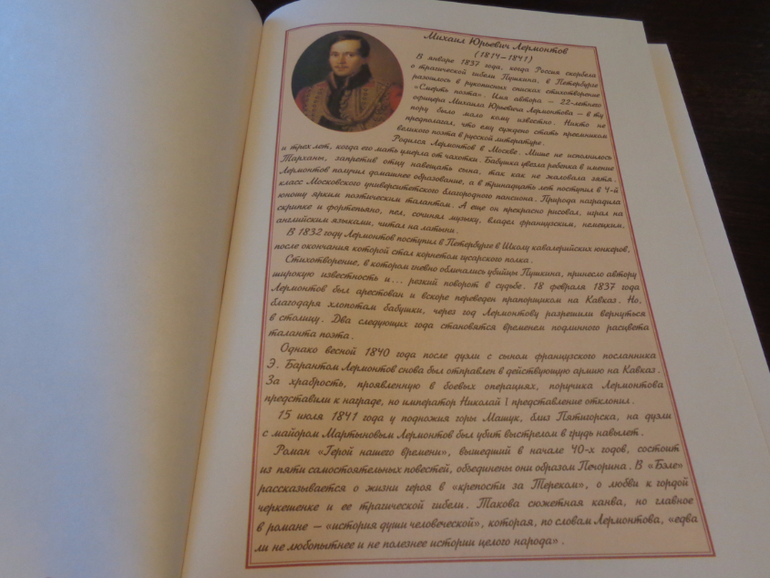 Михаил Юрьевич Лермонтов
(1814—1841)
В январе 1837 года, когда Россия скорбела
о трагической гибели Пушкина, в Петербурге
разошлось в рукописных списках стихотворение
«Смерть поэта». Имя автора — 22-летнего
офицера Михаила Юрьевича Лермонтова — в ту
пору было мало кому известно. Никто не
предполагал, что ему суждено стать преемником
великого поэта в русской литературе.
Родился Лермонтов в Москве. Мише не исполнилось
и трех лет, когда его мать умерла от чахотки. Бабушка увезла ребенка в имение
Тарханы, запретив отцу навещать сына, так как не жаловала зятя.
Лермонтов получил домашнее образование, а в тринадцать лет поступил в 4-й
класс Московского университетского благородного пансиона. Природа наградила
юношу ярким поэтическим талантом. А еще он прекрасно рисовал, играл на
скрипке и фортепьяно, пел, сочинял музыку, владел французским, немецким,
английским языками, читал на латыни.
В 1832 году Лермонтов поступил в Петербурге в Школу кавалерийских юнкеров,
после окончания которой стал корнетом гусарского полка.
Стихотворение, в котором гневно обличались убийцы Пушкина, принесло автору
широкую известность и... резкий поворот в судьбе. 18 февраля 1837 года
Лермонтов был арестован и вскоре переведен прапорщиком на Кавказ. Но,
благодаря хлопотам бабушки, через год Лермонтову разрешили вернуться
в столицу. Два следующих года становятся временем подлинного расцвета
таланта поэта.
Однако весной 1840 года после дуэли с сыном французского посланника
Э. Барантом Лермонтов снова был отправлен в действующую армию на Кавказ.
За храбрость, проявленную в боевых операциях, поручика Лермонтова
представили к награде, но император Николай I представление отклонил.
15 июля 1841 года у подножия горы Машук, близ Пятигорска, на дуэли
с майором Мартыновым Лермонтов был убит выстрелом в грудь навылет.
Роман «Герой нашего времени», вышедший в начале 40-х годов, состоит
из пяти самостоятельных повестей, объединены они образом Печорина. В «Бэле»
рассказывается о жизни героя в «крепости за Тереком», о любви к гордой
черкешенке и ее трагической гибели. Такова сюжетная канва, но главное
в романе — «история души человеческой», которая, по словам Лермонтова, «едва
ли не любопытнее и не полезнее истории целого народа».